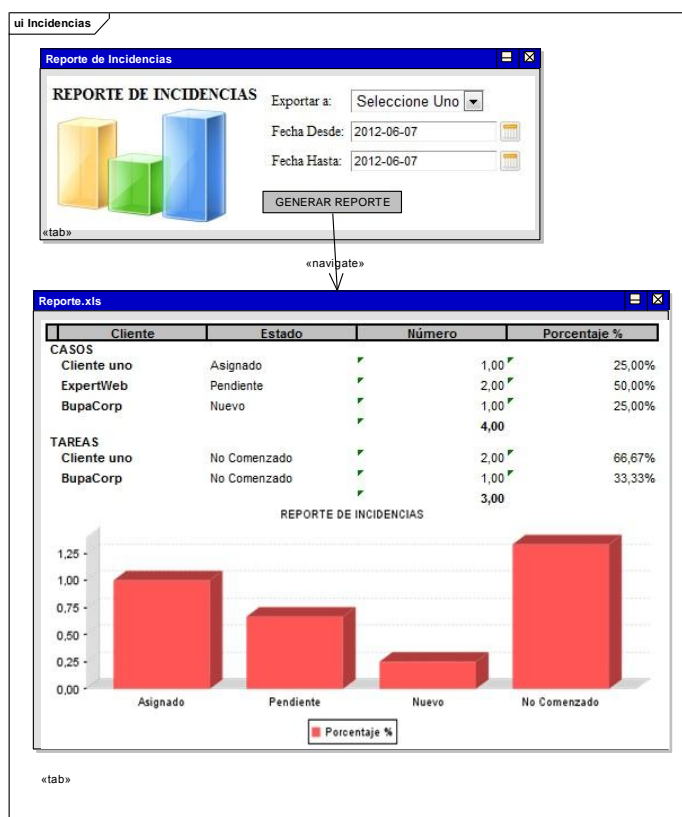 ui Incidencias
Reporte de Incidencias
REPORTE DE INCIDENCIAS
Exportar a: Seleccione Uno
Fecha Desde: 2012-06-07
Fecha Hasta: 2012-06-07
GENERAR REPORTE
«tab»
«navigate»
Reporte.xls
Cliente Estado Número Porcentaje %
CASOS
Cliente uno Asignado 1,00 25,00%
ExpertWeb Pendiente 2,00 50,00%
BupaCorp Nuevo 1,00 25,00%
4,00
TAREAS
Cliente uno No Comenzado 2,00 66,67%
BupaCorp No Comenzado 1,00 33,33%
3,00
REPORTE DE INCIDENCIAS
1,25
1,00
0,75
0,50
0,25
0,00
Asignado Pendiente Nuevo No Comenzado
Porcentaje %
«tab»